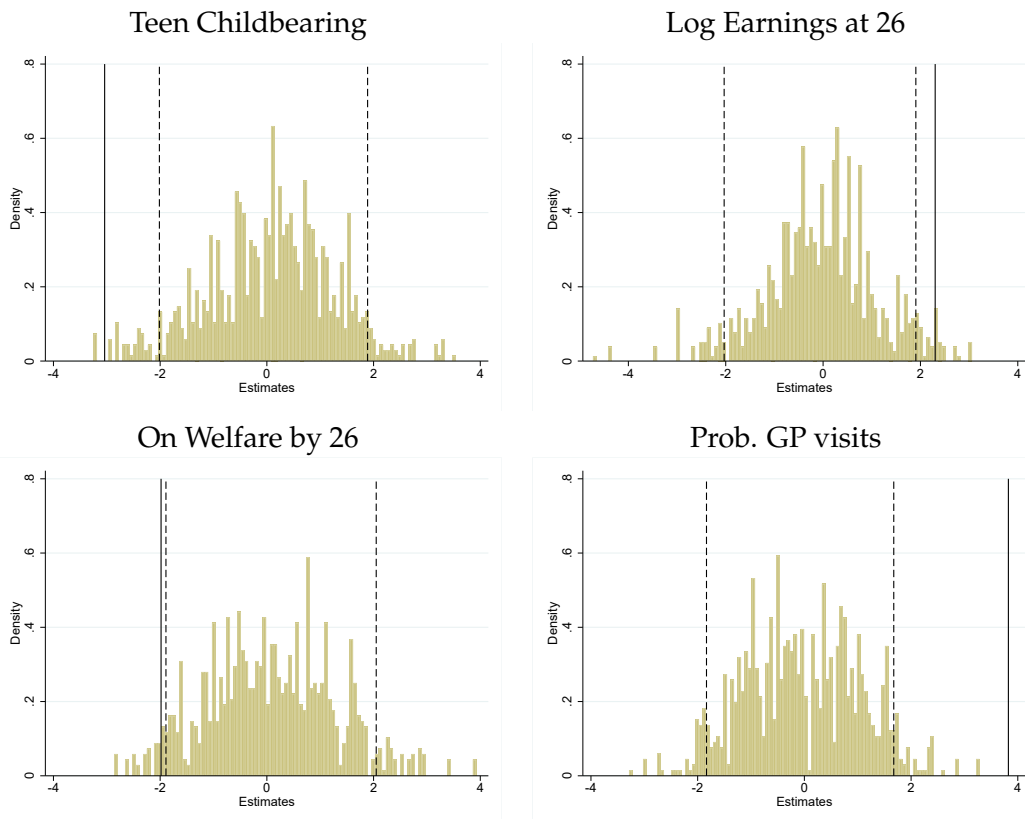 Teen Childbearing
Density
0 .2 .4 .6 .8
-4 -2 0 2 4
Estimates
Log Earnings at 26
Density
0 .2 .4 .6 .8
-4 -2 0 2 4
Estimates
On Welfare by 26
Density
0 .2 .4 .6 .8
-4 -2 0 2 4
Estimates
Prob. GP visits
Density
0 .2 .4 .6 .8
-4 -2 0 2 4
Estimates